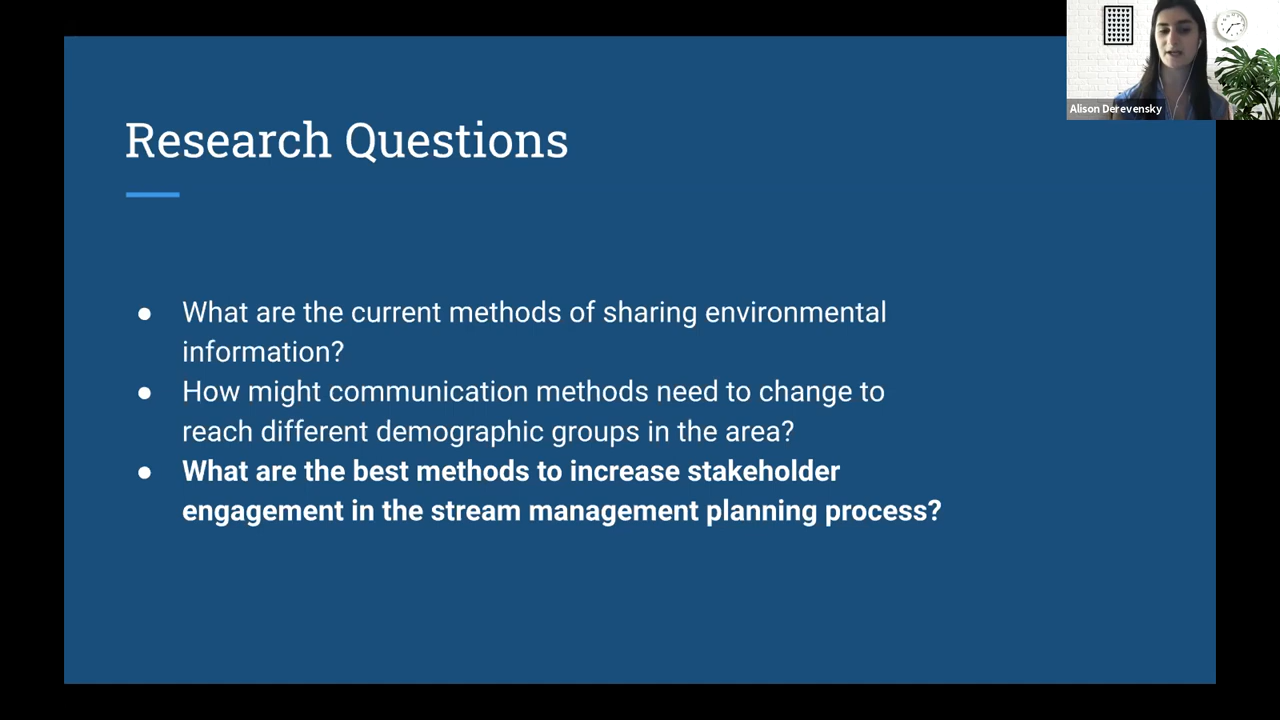 Alison Derevensky
Research Questions
● What are the current methods of sharing environmental
information?
● How might communication methods need to change to
reach different demographic groups in the area?
● What are the best methods to increase stakeholder
engagement in the stream management planning process?